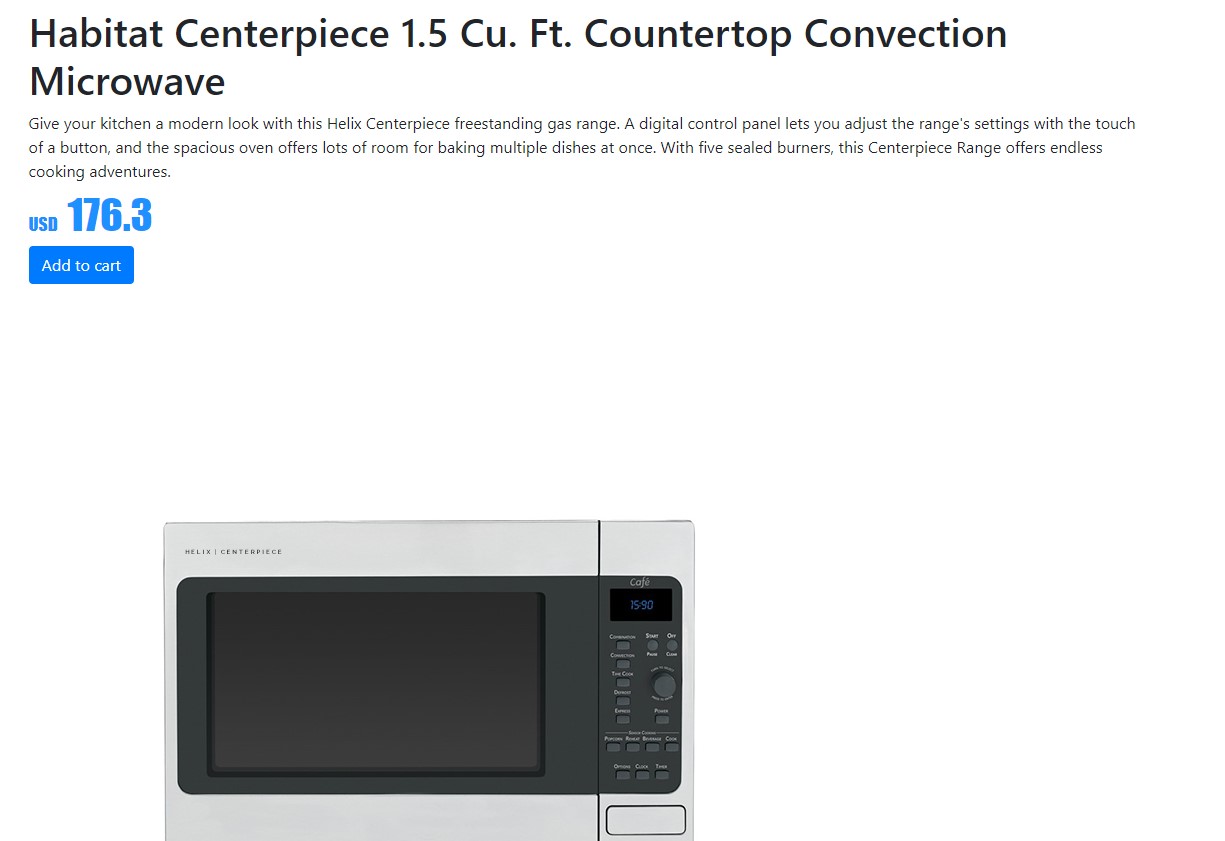 Habitat Centerpiece 1.5 Cu. Ft. Countertop Convection
Microwave
Give your kitchen a modern look with this Helix Centerpiece freestanding gas range. A digital control panel lets you adjust the range's settings with the touch
of a button, and the spacious oven offers lots of room for baking multiple dishes at once. With five sealed burners, this Centerpiece Range offers endless
cooking adventures.
USD 176.3
Add to cart
HELIX | CENTERPIECE
Café
15:90
Combination Start Off
Convection Pause Clear
Time Cook
Defrost
Express Power
Sensor Cooking
Popcorn Reheat Beverage Cook
Options Clock Timer